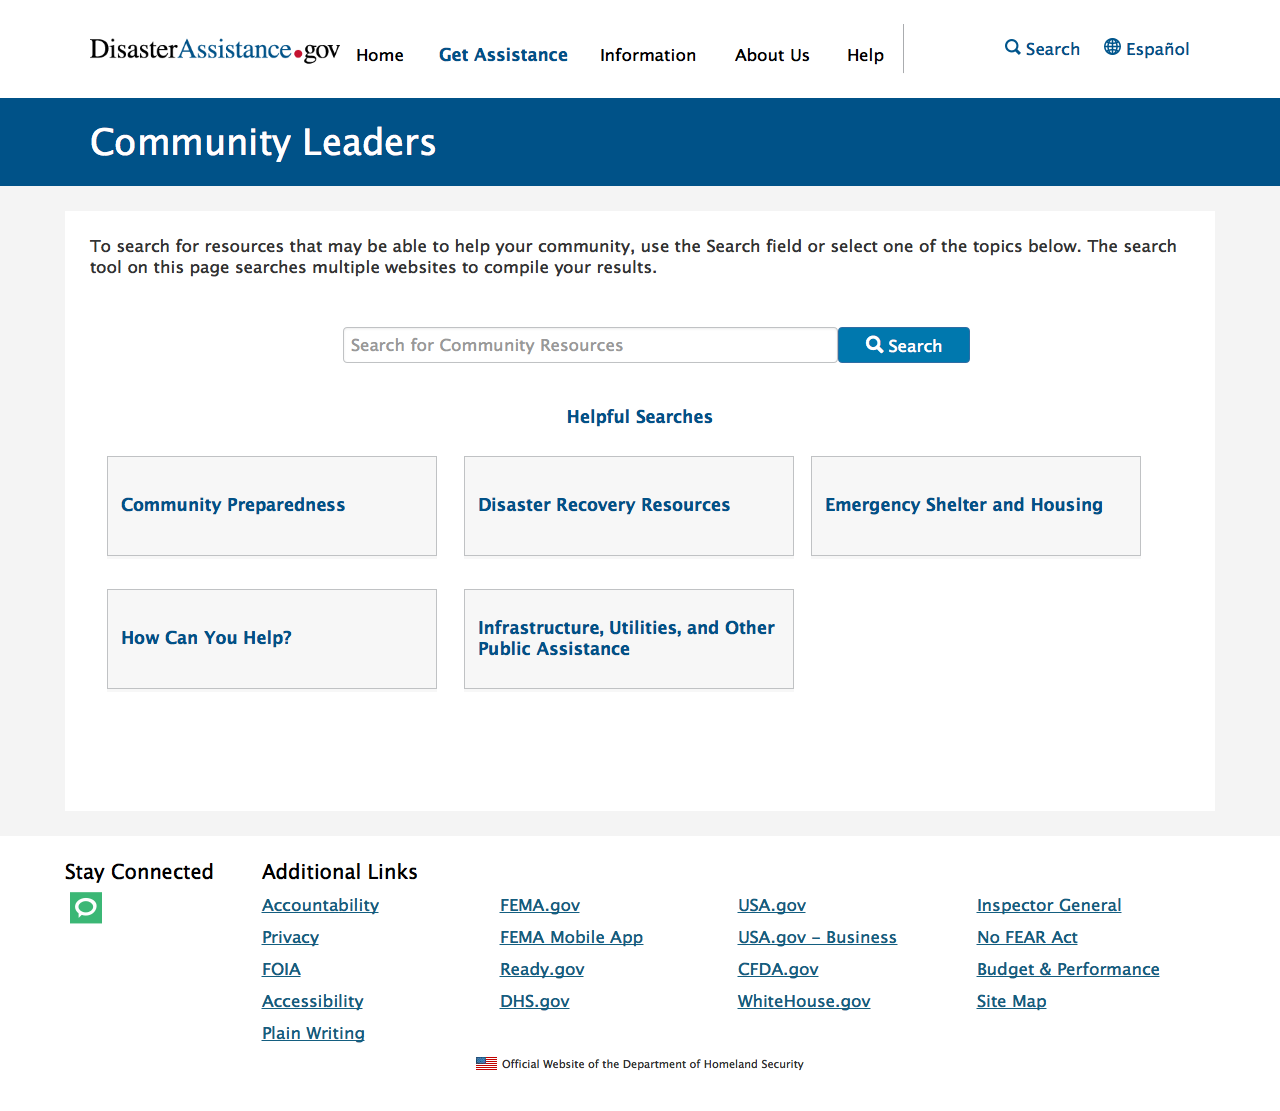 DisasterAssistance.gov
Home
Get Assistance
Information
About Us
Help
Search
Español
Community Leaders
To search for resources that may be able to help your community, use the Search field or select one of the topics below. The search
tool on this page searches multiple websites to compile your results.
Search for Community Resources
Search
Helpful Searches
Community Preparedness
Disaster Recovery Resources
Emergency Shelter and Housing
How Can You Help?
Infrastructure, Utilities, and Other
Public Assistance
Stay Connected
Additional Links
Accountability
FEMA.gov
USA.gov
Inspector General
Privacy
FEMA Mobile App
USA.gov – Business
No FEAR Act
FOIA
Ready.gov
CFDA.gov
Budget & Performance
Accessibility
DHS.gov
WhiteHouse.gov
Site Map
Plain Writing
Official Website of the Department of Homeland Security